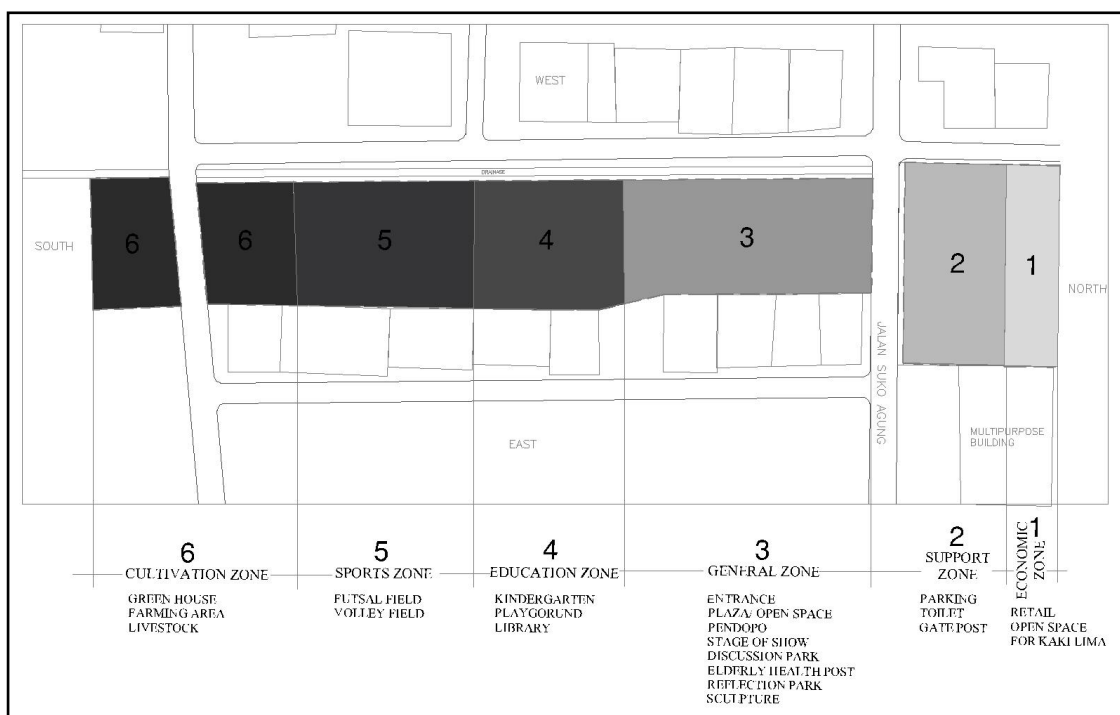 WEST
DRAINAGE
SOUTH
6
6
5
4
3
2
1
NORTH
JALAN SUKO AGUNG
EAST
MULTIPURPOSE
BUILDING
6
CULTIVATION ZONE
GREEN HOUSE
FARMING AREA
LIVESTOCK
5
SPORTS ZONE
FUTSAL FIELD
VOLLEY FIELD
4
EDUCATION ZONE
KINDERGARTEN
PLAYGORUND
LIBRARY
3
GENERAL ZONE
ENTRANCE
PLAZA/ OPEN SPACE
PENDOPO
STAGE OF SHOW
DISCUSSION PARK
ELDERLY HEALTH POST
REFLECTION PARK
SCULPTURE
2
SUPPORT
ZONE
PARKING
TOILET
GATE POST
1
ECONOMIC
ZONE
RETAIL
OPEN SPACE
FOR KAKI LIMA